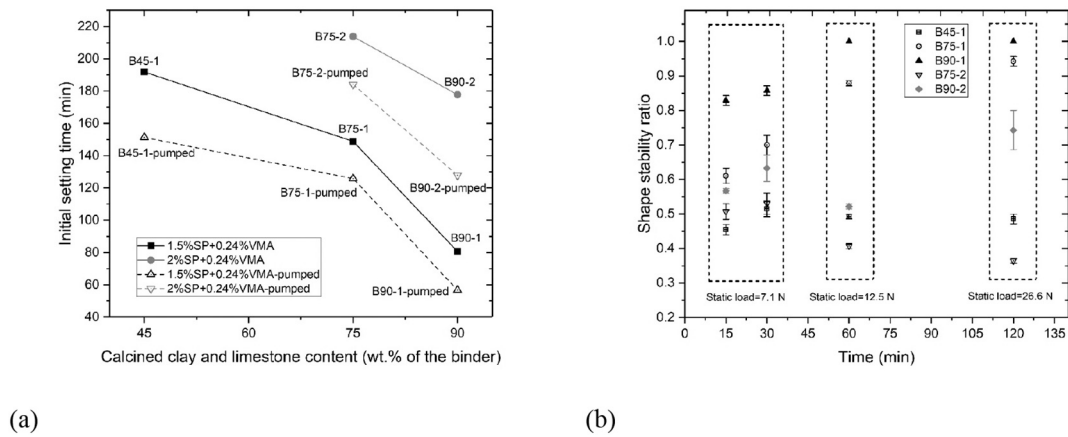 220
200
180
160
140
120
100
80
60
40
Initial setting time (min)
B75-2
B45-1
B75-2-pumped
B90-2
B75-1
B45-1-pumped
B75-1-pumped
B90-2-pumped
B90-1
B90-1-pumped
1.5%SP+0.24%VMA
2%SP+0.24%VMA
1.5%SP+0.24%VMA-pumped
2%SP+0.24%VMA-pumped
45 75 90
Calcined clay and limestone content (wt.% of the binder)
(a)
1.0
0.9
0.8
0.7
0.6
0.5
0.4
0.3
0.2
Shape stability ratio
B45-1
B75-1
B90-1
B75-2
B90-2
Static load=7.1 N
Static load=12.5 N
Static load=26.6 N
0 15 30 45 60 75 90 105 120 135
Time (min)
(b)